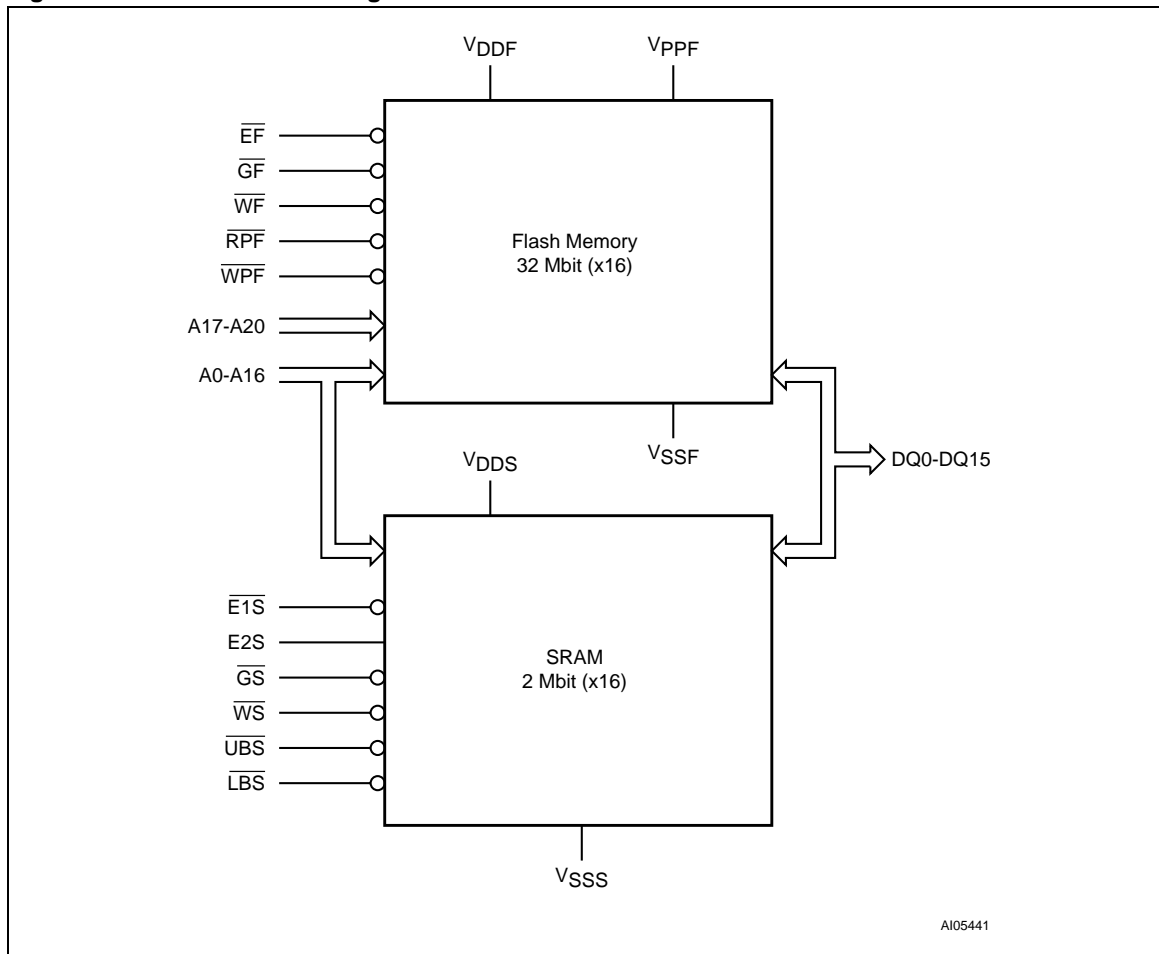 VDDF
VPPF
EF
GF
WF
RPF
WPF
A17-A20
A0-A16
Flash Memory
32 Mbit (x16)
VSSF
DQ0-DQ15
VDDS
E1S
E2S
GS
WS
UBS
LBS
SRAM
2 Mbit (x16)
VSSS
AI05441